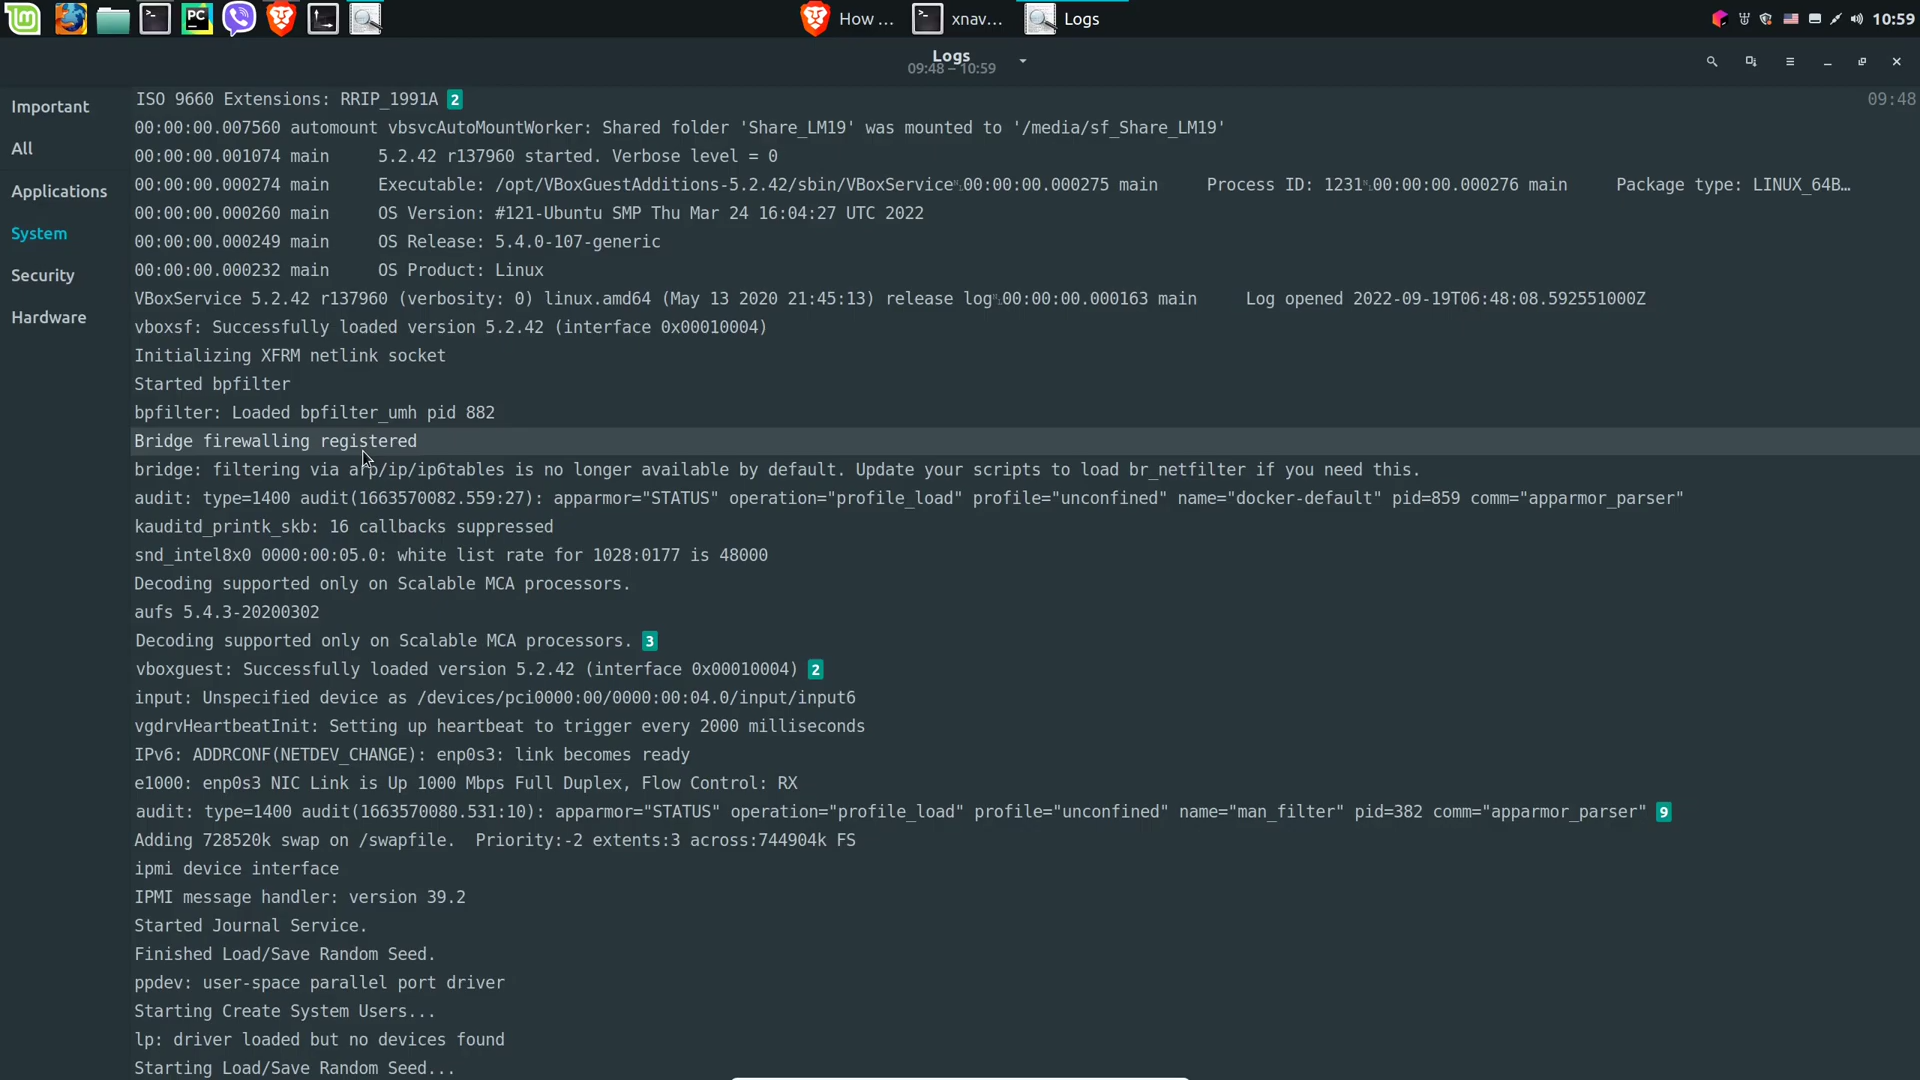 How ...
xnav...
Logs
10:59
Logs
09:48 – 10:59
Important
All
Applications
System
Security
Hardware
ISO 9660 Extensions: RRIP_1991A 2 09:48
00:00:00.007560 automount vbsvcAutoMountWorker: Shared folder 'Share_LM19' was mounted to '/media/sf_Share_LM19'
00:00:00.001074 main 5.2.42 r137960 started. Verbose level = 0
00:00:00.000274 main Executable: /opt/VBoxGuestAdditions-5.2.42/sbin/VBoxService 00:00:00.000275 main Process ID: 1231 00:00:00.000276 main Package type: LINUX_64B…
00:00:00.000260 main OS Version: #121-Ubuntu SMP Thu Mar 24 16:04:27 UTC 2022
00:00:00.000249 main OS Release: 5.4.0-107-generic
00:00:00.000232 main OS Product: Linux
VBoxService 5.2.42 r137960 (verbosity: 0) linux.amd64 (May 13 2020 21:45:13) release log 00:00:00.000163 main Log opened 2022-09-19T06:48:08.592551000Z
vboxsf: Successfully loaded version 5.2.42 (interface 0x00010004)
Initializing XFRM netlink socket
Started bpfilter
bpfilter: Loaded bpfilter_umh pid 882
Bridge firewalling registered
bridge: filtering via arp/ip/ip6tables is no longer available by default. Update your scripts to load br_netfilter if you need this.
audit: type=1400 audit(1663570082.559:27): apparmor="STATUS" operation="profile_load" profile="unconfined" name="docker-default" pid=859 comm="apparmor_parser"
kauditd_printk_skb: 16 callbacks suppressed
snd_intel8x0 0000:00:05.0: white list rate for 1028:0177 is 48000
Decoding supported only on Scalable MCA processors.
aufs 5.4.3-20200302
Decoding supported only on Scalable MCA processors. 3
vboxguest: Successfully loaded version 5.2.42 (interface 0x00010004) 2
input: Unspecified device as /devices/pci0000:00/0000:00:04.0/input/input6
vgdrvHeartbeatInit: Setting up heartbeat to trigger every 2000 milliseconds
IPv6: ADDRCONF(NETDEV_CHANGE): enp0s3: link becomes ready
e1000: enp0s3 NIC Link is Up 1000 Mbps Full Duplex, Flow Control: RX
audit: type=1400 audit(1663570080.531:10): apparmor="STATUS" operation="profile_load" profile="unconfined" name="man_filter" pid=382 comm="apparmor_parser" 9
Adding 728520k swap on /swapfile. Priority:-2 extents:3 across:744904k FS
ipmi device interface
IPMI message handler: version 39.2
Started Journal Service.
Finished Load/Save Random Seed.
ppdev: user-space parallel port driver
Starting Create System Users...
lp: driver loaded but no devices found
Starting Load/Save Random Seed...